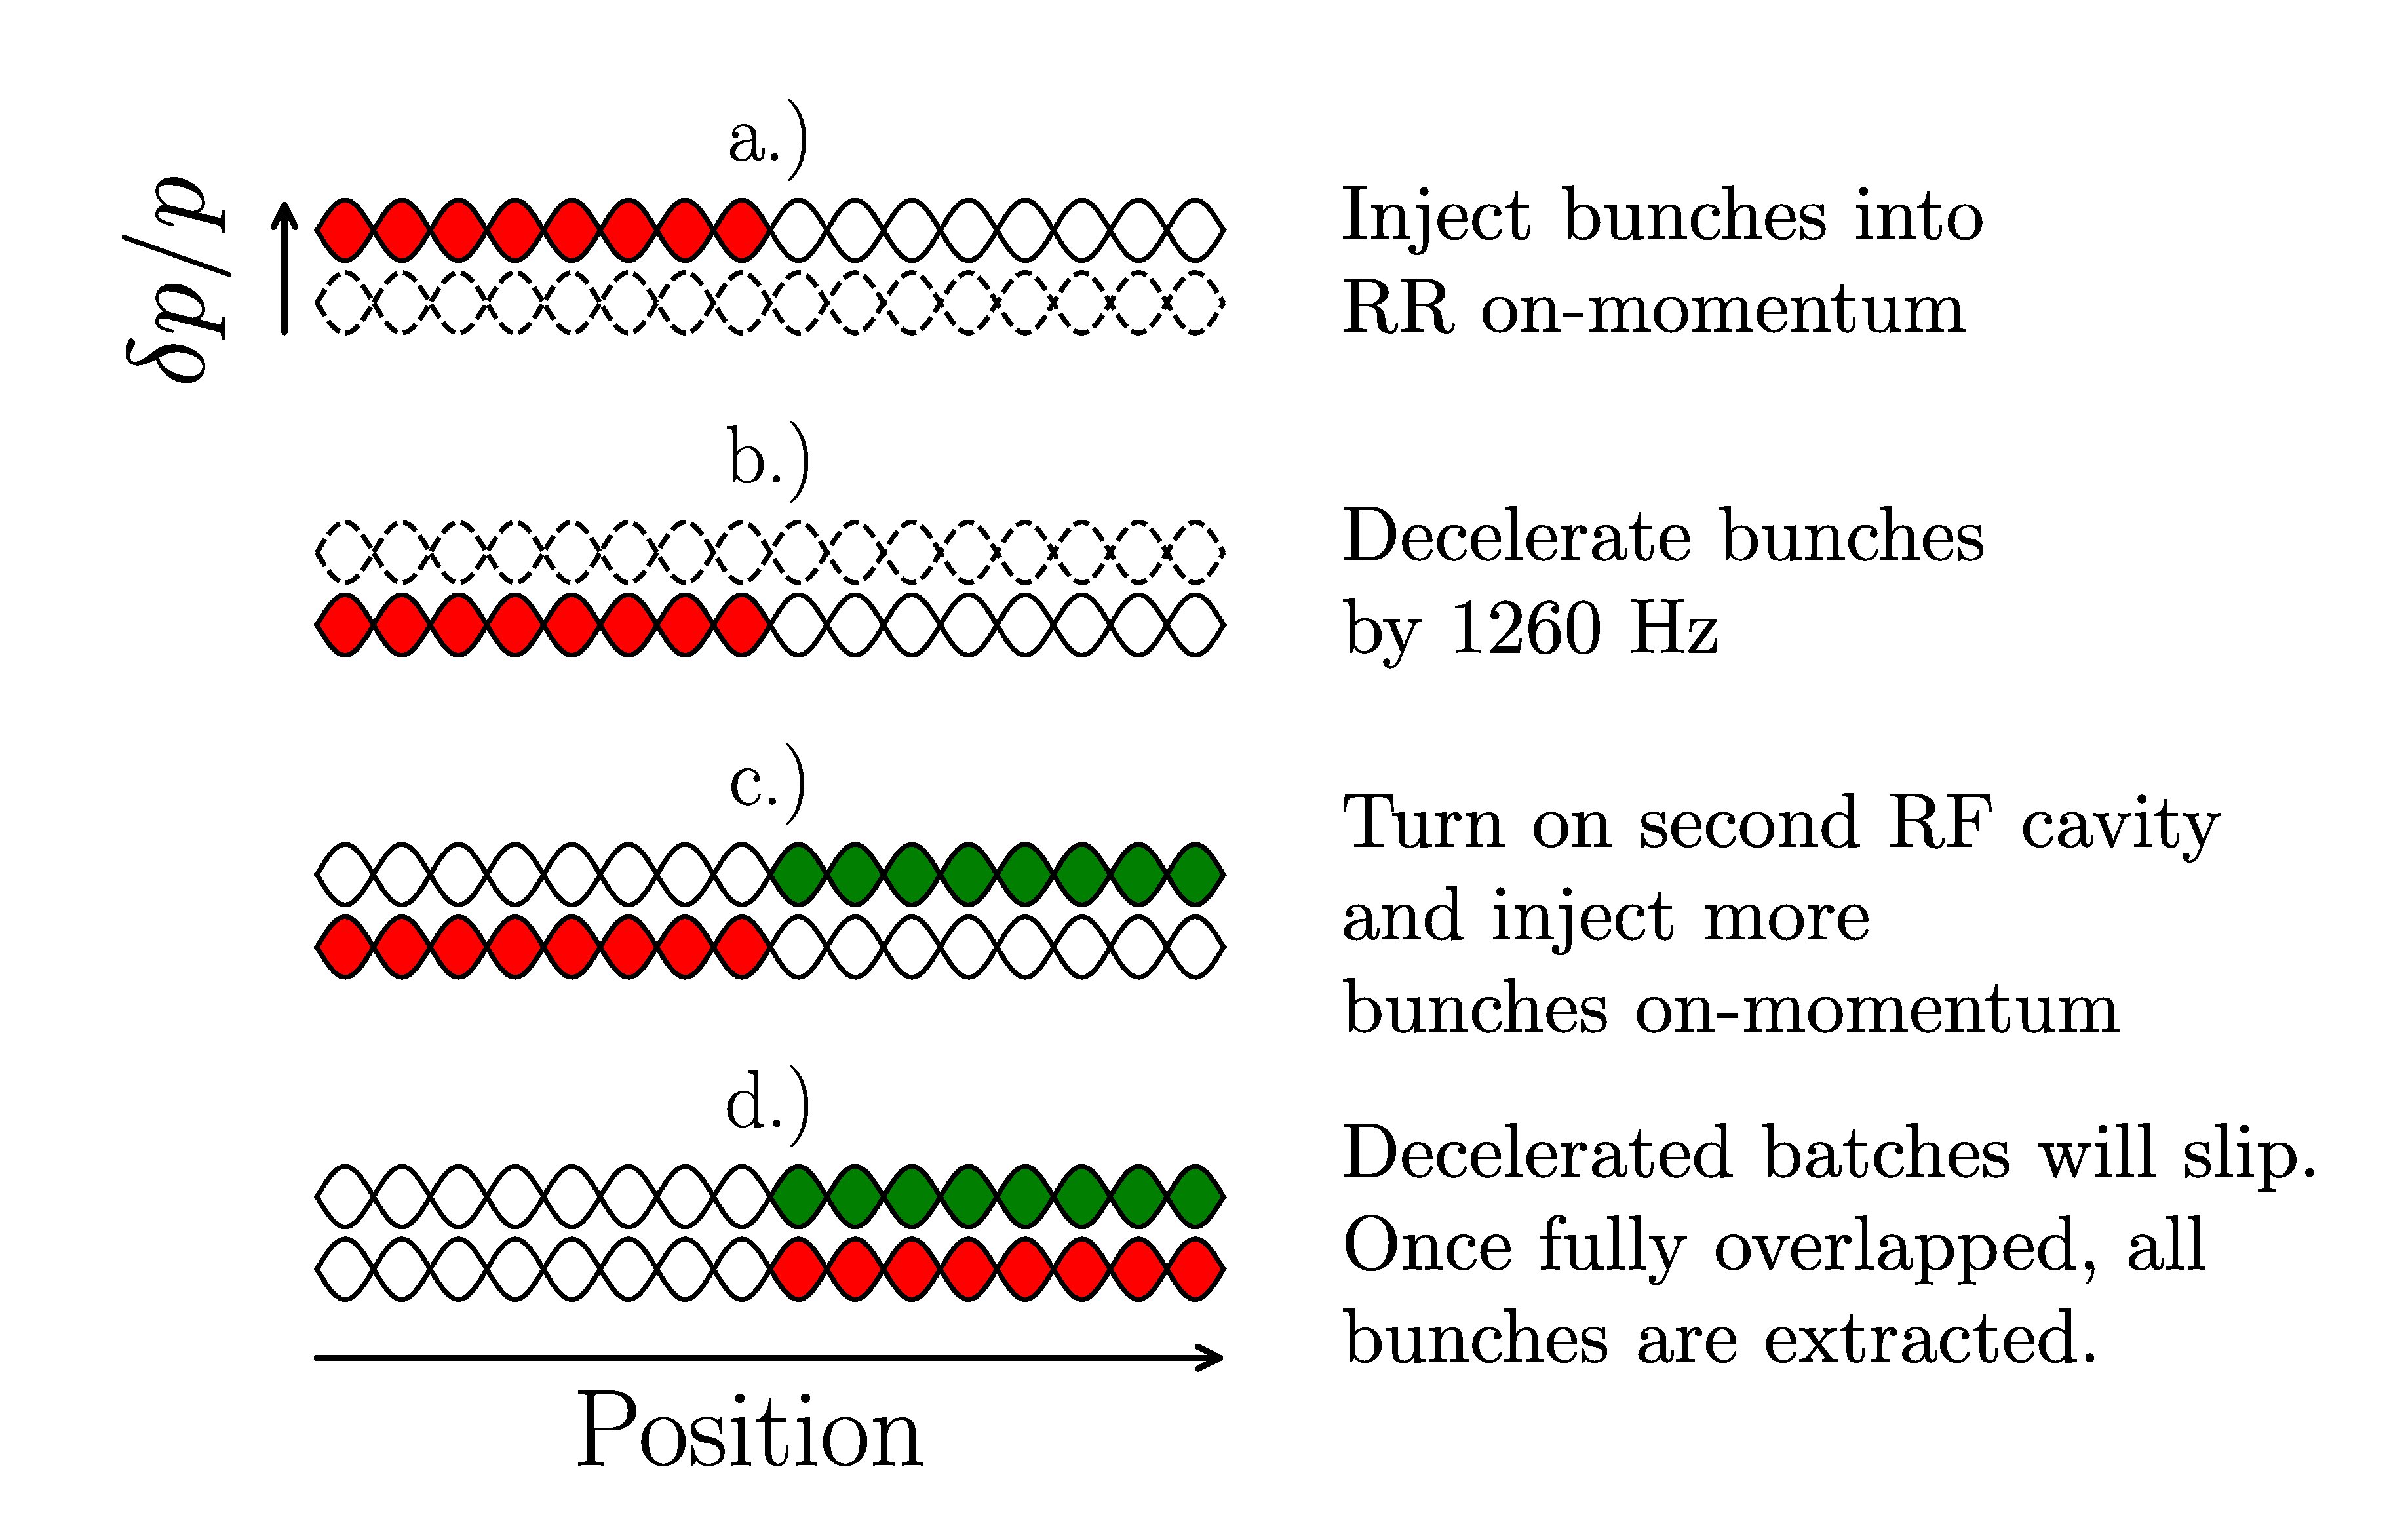 δp/p
a.)
Inject bunches into
RR on-momentum
b.)
Decelerate bunches
by 1260 Hz
c.)
Turn on second RF cavity
and inject more
bunches on-momentum
d.)
Decelerated batches will slip.
Once fully overlapped, all
bunches are extracted.
Position